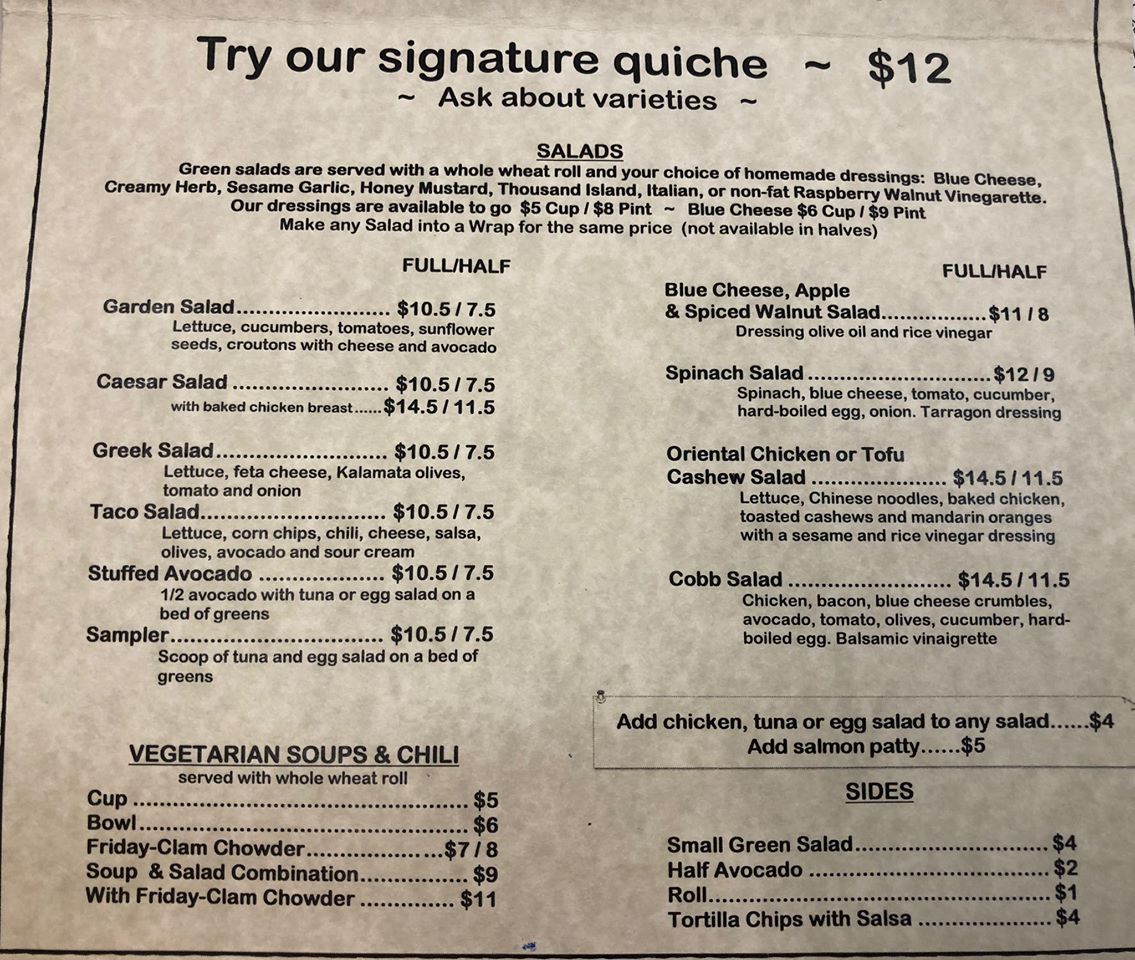 Try our signature quiche ~ $12
~ Ask about varieties ~
SALADS
Green salads are served with a whole wheat roll and your choice of homemade dressings: Blue Cheese,
Creamy Herb, Sesame Garlic, Honey Mustard, Thousand Island, Italian, or non-fat Raspberry Walnut Vinegarette.
Our dressings are available to go $5 Cup / $8 Pint ~ Blue Cheese $6 Cup / $9 Pint
Make any Salad into a Wrap for the same price (not available in halves)
FULL/HALF
Garden Salad....................... $10.5 / 7.5
Lettuce, cucumbers, tomatoes, sunflower
seeds, croutons with cheese and avocado
Caesar Salad ....................... $10.5 / 7.5
with baked chicken breast......$14.5 / 11.5
Greek Salad.......................... $10.5 / 7.5
Lettuce, feta cheese, Kalamata olives,
tomato and onion
Taco Salad............................ $10.5 / 7.5
Lettuce, corn chips, chili, cheese, salsa,
olives, avocado and sour cream
Stuffed Avocado ................... $10.5 / 7.5
1/2 avocado with tuna or egg salad on a
bed of greens
Sampler................................ $10.5 / 7.5
Scoop of tuna and egg salad on a bed of
greens
FULL/HALF
Blue Cheese, Apple
& Spiced Walnut Salad................$11 / 8
Dressing olive oil and rice vinegar
Spinach Salad ............................$12 / 9
Spinach, blue cheese, tomato, cucumber,
hard-boiled egg, onion. Tarragon dressing
Oriental Chicken or Tofu
Cashew Salad .................... $14.5 / 11.5
Lettuce, Chinese noodles, baked chicken,
toasted cashews and mandarin oranges
with a sesame and rice vinegar dressing
Cobb Salad ........................ $14.5 / 11.5
Chicken, bacon, blue cheese crumbles,
avocado, tomato, olives, cucumber, hard-
boiled egg. Balsamic vinaigrette
Add chicken, tuna or egg salad to any salad......$4
Add salmon patty......$5
VEGETARIAN SOUPS & CHILI
served with whole wheat roll
Cup .................................................. $5
Bowl.................................................. $6
Friday-Clam Chowder.....................$7 / 8
Soup & Salad Combination................ $9
With Friday-Clam Chowder .............. $11
SIDES
Small Green Salad............................. $4
Half Avocado .................................... $2
Roll.................................................... $1
Tortilla Chips with Salsa .................... $4